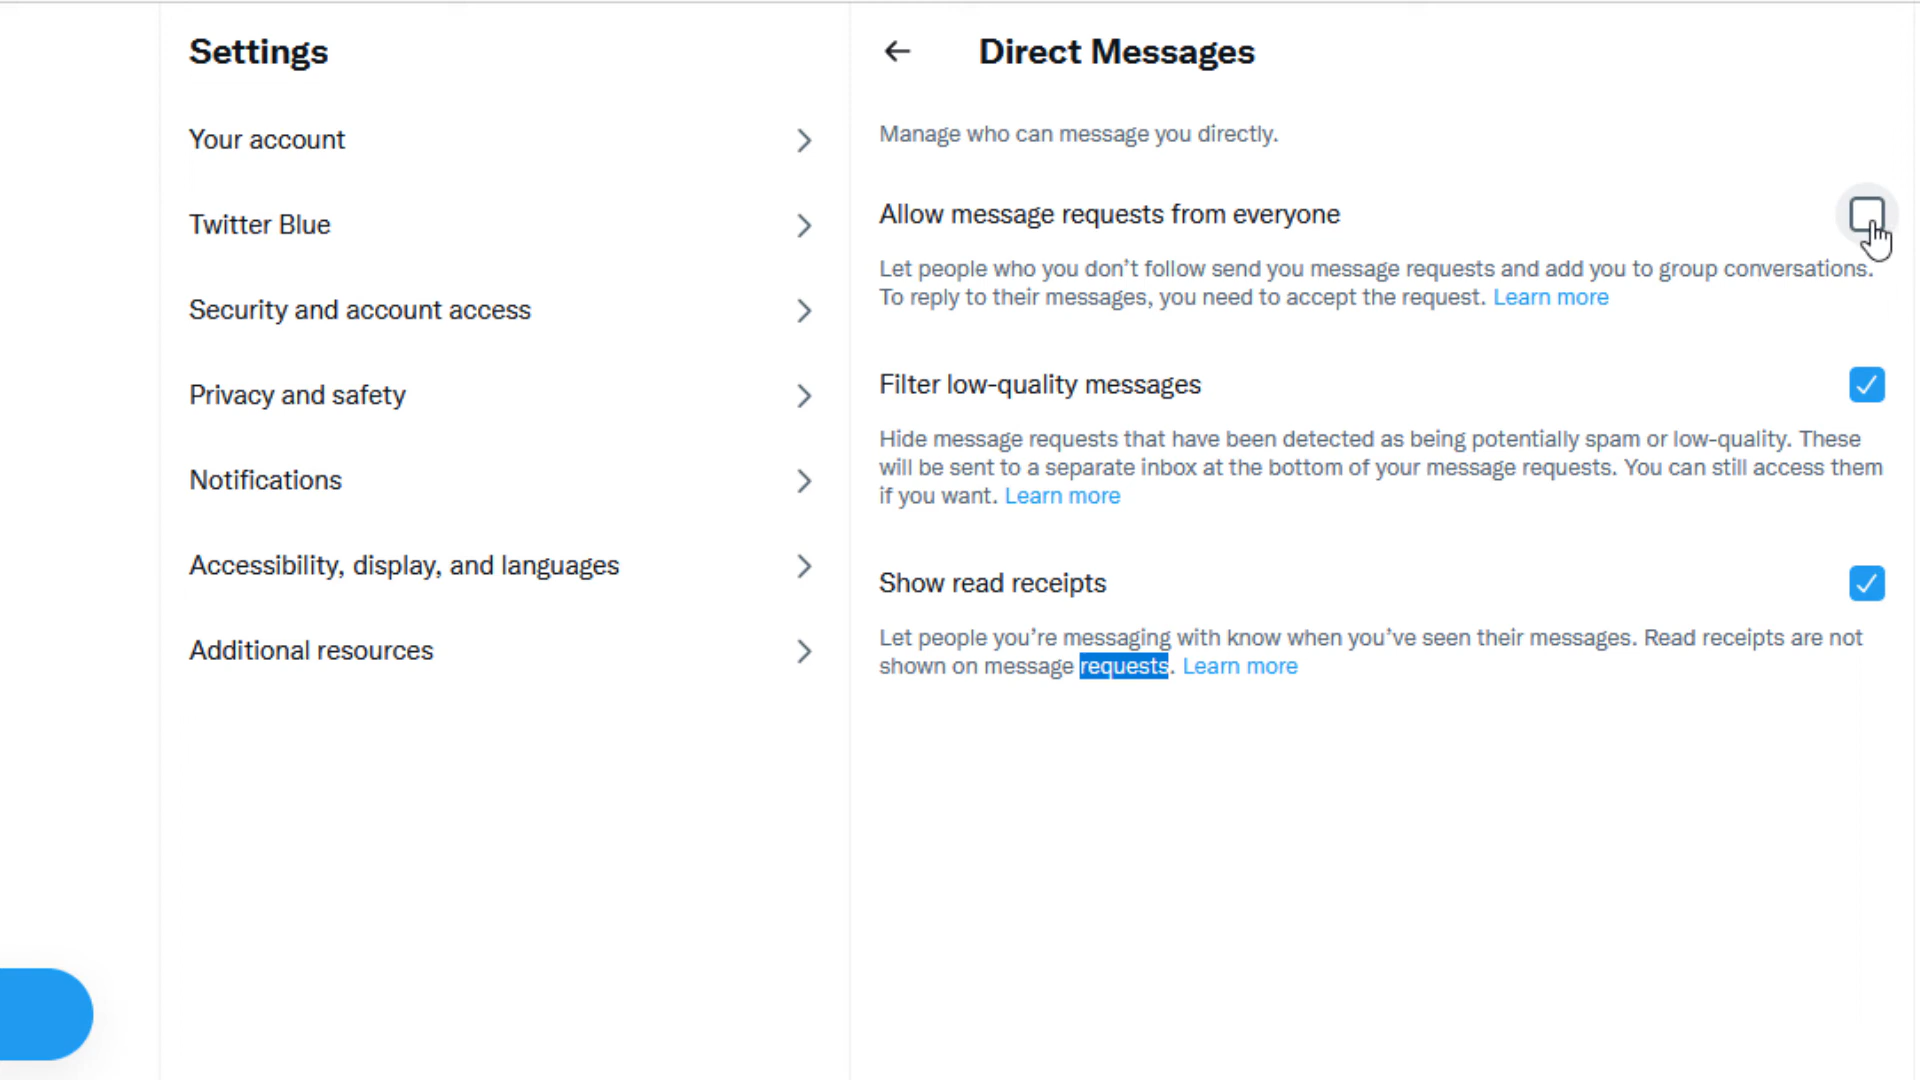 Settings
Your account
Twitter Blue
Security and account access
Privacy and safety
Notifications
Accessibility, display, and languages
Additional resources
Direct Messages
Manage who can message you directly.
Allow message requests from everyone
Let people who you don’t follow send you message requests and add you to group conversations.
To reply to their messages, you need to accept the request. Learn more
Filter low-quality messages
Hide message requests that have been detected as being potentially spam or low-quality. These
will be sent to a separate inbox at the bottom of your message requests. You can still access them
if you want. Learn more
Show read receipts
Let people you’re messaging with know when you’ve seen their messages. Read receipts are not
shown on message requests. Learn more